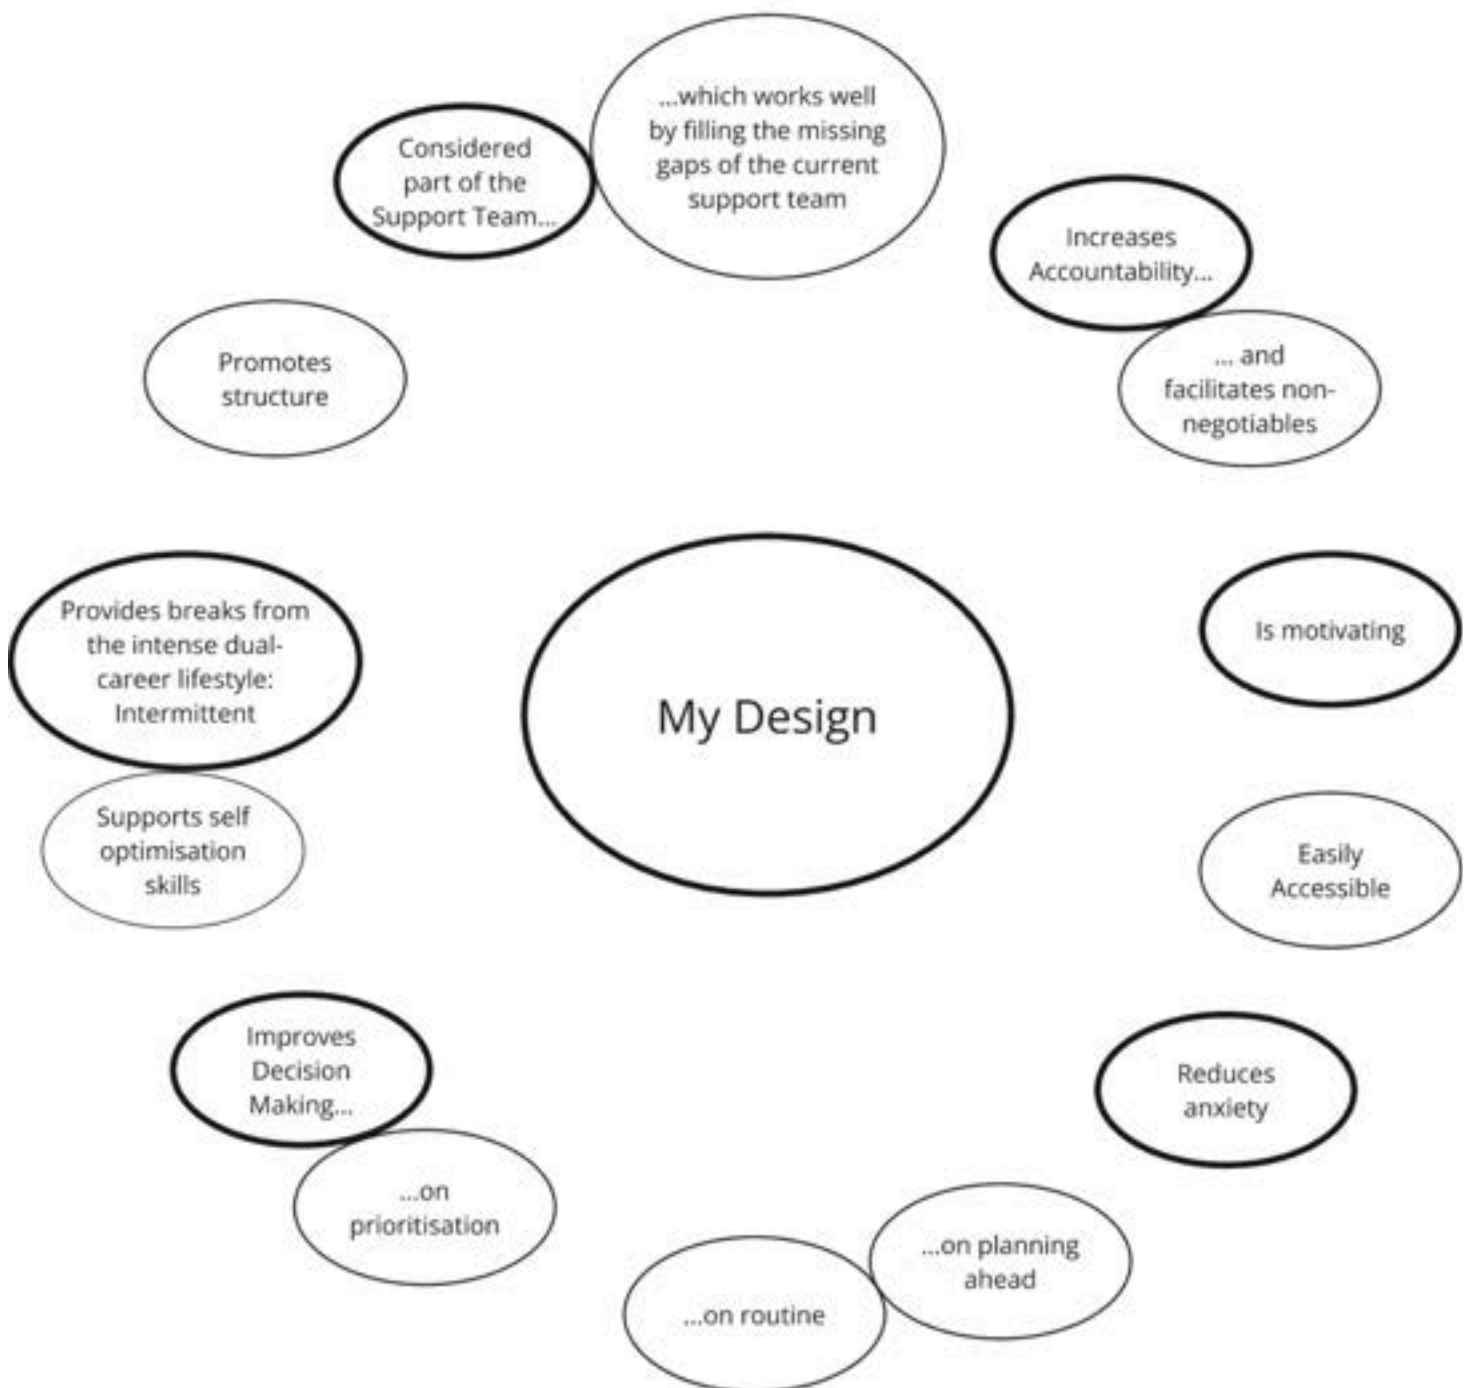 ...which works well
by filling the missing
gaps of the current
support team
Considered
part of the
Support Team...
Increases
Accountability...
... and
facilitates non-
negotiables
Promotes
structure
Provides breaks from
the intense dual-
career lifestyle:
Intermittent
Is motivating
My Design
Supports self
optimisation
skills
Easily
Accessible
Improves
Decision
Making...
Reduces
anxiety
...on
prioritisation
...on planning
ahead
...on routine